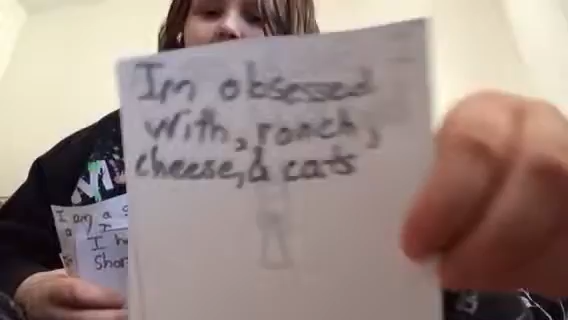 Im obsessed
with, ranch,
cheese, & cats
I am a
a
I h
Shor